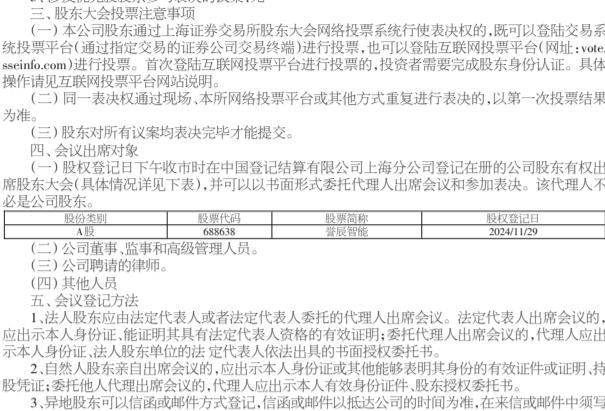 三、股东大会投票注意事项
(一) 本公司股东通过上海证券交易所股东大会网络投票系统行使表决权的,既可以登陆交易系
统投票平台(通过指定交易的证券公司交易终端)进行投票,也可以登陆互联网投票平台(网址:vote.
sseinfo.com)进行投票。首次登陆互联网投票平台进行投票的,投资者需要完成股东身份认证。具体
操作请见互联网投票平台网站说明。
(二) 同一表决权通过现场、本所网络投票平台或其他方式重复进行表决的,以第一次投票结果
为准。
(三) 股东对所有议案均表决完毕才能提交。
四、会议出席对象
(一) 股权登记日下午收市时在中国登记结算有限公司上海分公司登记在册的公司股东有权出
席股东大会(具体情况详见下表),并可以以书面形式委托代理人出席会议和参加表决。该代理人不
必是公司股东。
股份类别 股票代码 股票简称 股权登记日
A股 688638 誉辰智能 2024/11/29
(二) 公司董事、监事和高级管理人员。
(三) 公司聘请的律师。
(四) 其他人员
五、会议登记方法
1、法人股东应由法定代表人或者法定代表人委托的代理人出席会议。法定代表人出席会议的,
应出示本人身份证、能证明其具有法定代表人资格的有效证明;委托代理人出席会议的,代理人应出
示本人身份证、法人股东单位的法 定代表人依法出具的书面授权委托书。
2、自然人股东亲自出席会议的,应出示本人身份证或其他能够表明其身份的有效证件或证明、持
股凭证;委托他人代理出席会议的,代理人应出示本人有效身份证件、股东授权委托书。
3、异地股东可以信函或邮件方式登记,信函或邮件以抵达公司的时间为准,在来信或邮件中须写